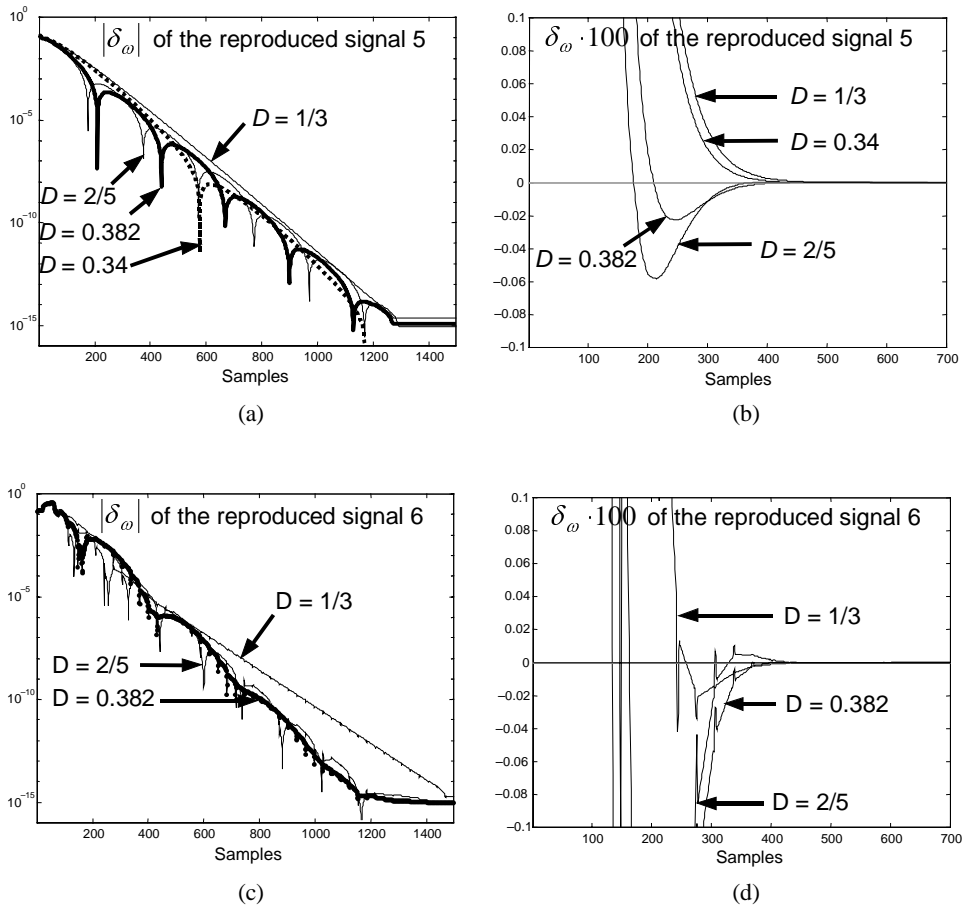 |δω| of the reproduced signal 5
10^0
10^−5
10^−10
10^−15
D = 1/3
D = 2/5
D = 0.382
D = 0.34
200 400 600 800 1000 1200 1400
Samples
(a)
δω ·100 of the reproduced signal 5
0.1
0.08
0.06
0.04
0.02
0
−0.02
−0.04
−0.06
−0.08
−0.1
D = 1/3
D = 0.34
D = 0.382
D = 2/5
100 200 300 400 500 600 700
Samples
(b)
|δω| of the reproduced signal 6
10^0
10^−5
10^−10
10^−15
D = 1/3
D = 2/5
D = 0.382
200 400 600 800 1000 1200 1400
Samples
(c)
δω ·100 of the reproduced signal 6
0.1
0.08
0.06
0.04
0.02
0
−0.02
−0.04
−0.06
−0.08
−0.1
D = 1/3
D = 0.382
D = 2/5
100 200 300 400 500 600 700
Samples
(d)